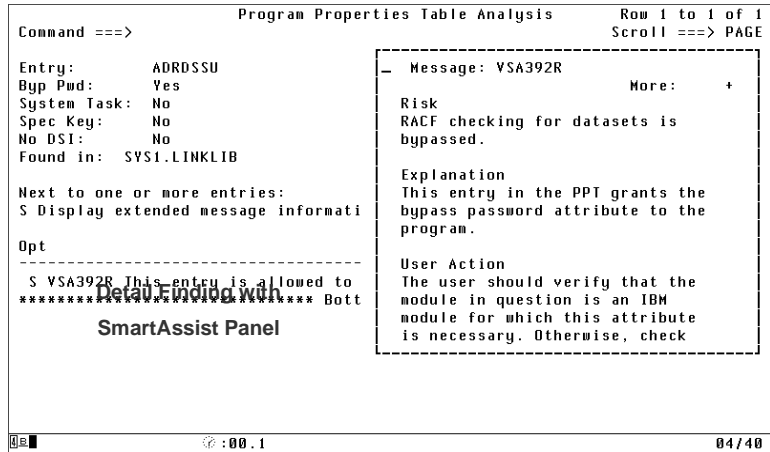 Program Properties Table Analysis Row 1 to 1 of 1
Command ===> Scroll ===> PAGE
Entry: ADRDSSU
Byp Pwd: Yes
System Task: No
Spec Key: No
No DSI: No
Found in: SYS1.LINKLIB
Next to one or more entries:
S Display extended message informati
Opt
--------------------------------------
S VSA392R This entry is allowed to
******************************* Bott
Detail Finding with
SmartAssist Panel
_ Message: VSA392R
More: +
Risk
RACF checking for datasets is
bypassed.
Explanation
This entry in the PPT grants the
bypass password attribute to the
program.
User Action
The user should verify that the
module in question is an IBM
module for which this attribute
is necessary. Otherwise, check
4 B :00.1 04/40